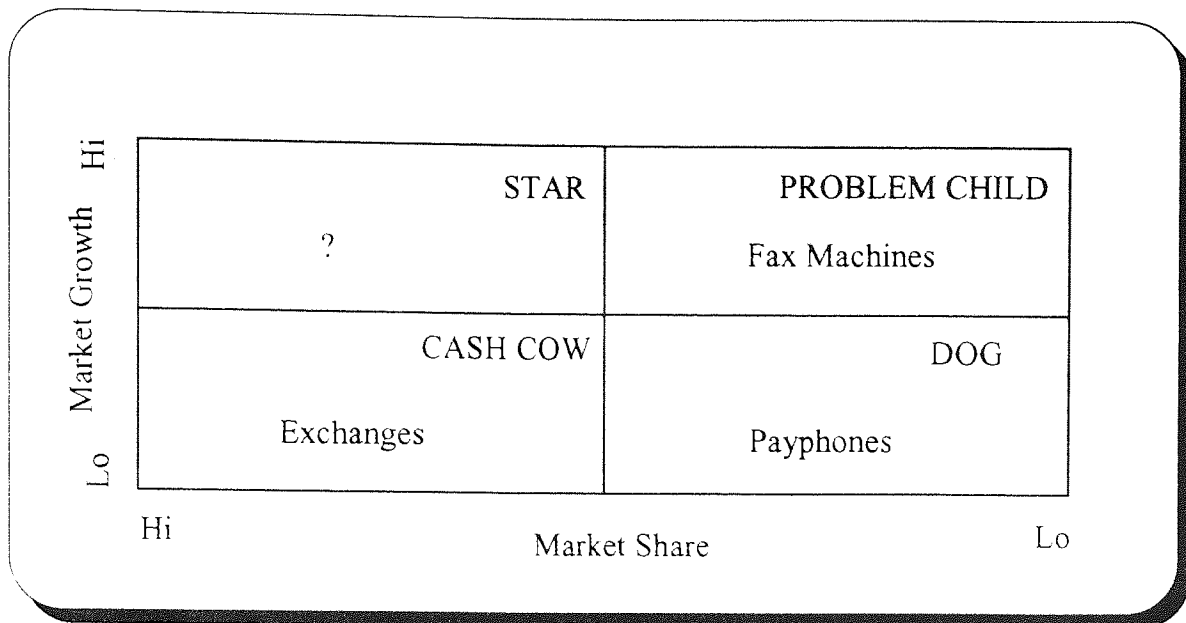 Market Growth
Hi
Lo
STAR
?
PROBLEM CHILD
Fax Machines
CASH COW
Exchanges
DOG
Payphones
Hi
Market Share
Lo